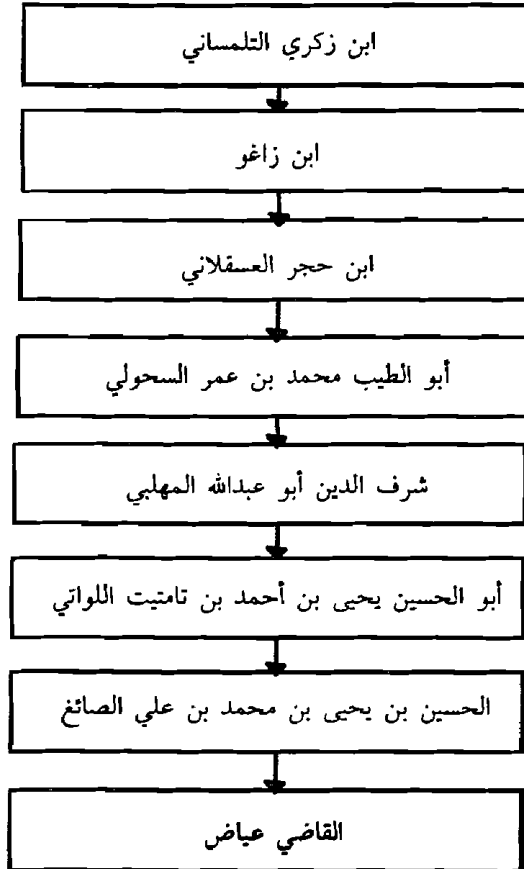 ابن زكري التلمساني
ابن زاغو
ابن حجر العسقلاني
أبو الطيب محمد بن عمر السحولي
شرف الدين أبو عبدالله المهلبي
أبو الحسين يحيى بن أحمد بن تامتيت اللواتي
الحسين بن يحيى بن محمد بن علي الصائغ
القاضي عياض